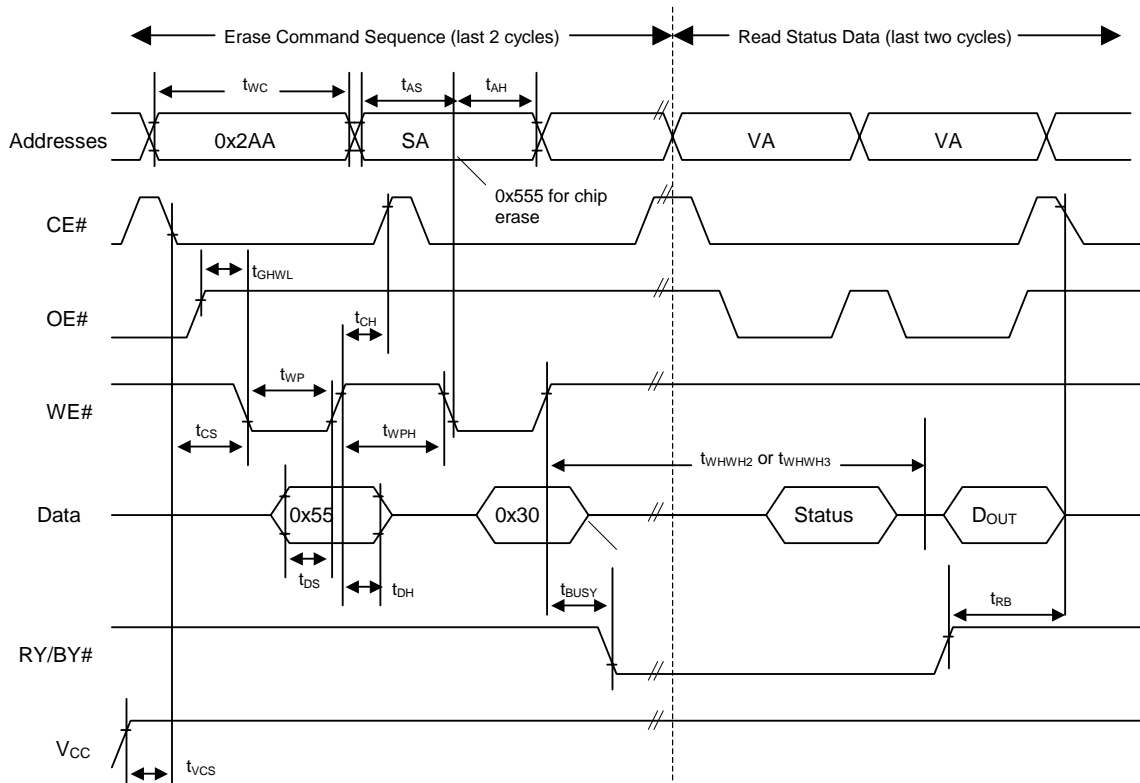 Erase Command Sequence (last 2 cycles)
Read Status Data (last two cycles)
tWC
tAS
tAH
Addresses
0x2AA
SA
VA
VA
0x555 for chip
erase
CE#
tGHWL
OE#
tCH
tWP
WE#
tCS
tWPH
tWHWH2 or tWHWH3
Data
0x55
0x30
Status
DOUT
tDS
tDH
tBUSY
tRB
RY/BY#
VCC
tVCS